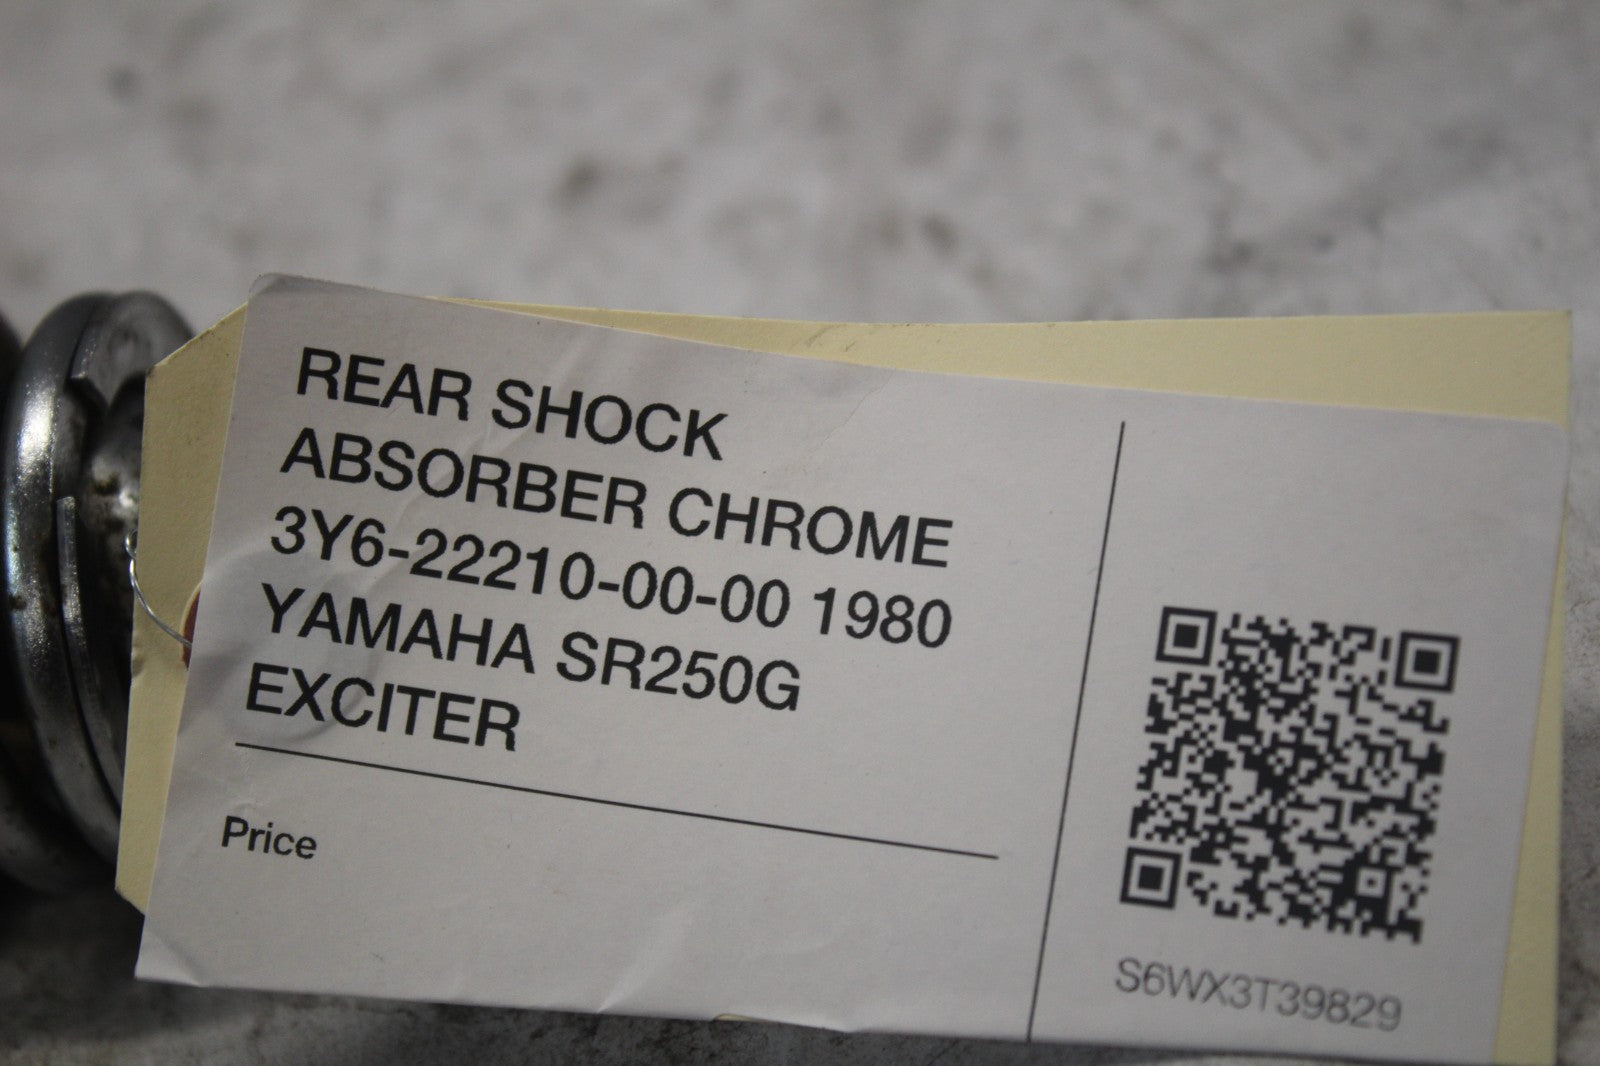 REAR SHOCK
ABSORBER CHROME
3Y6-22210-00-00 1980
YAMAHA SR250G
EXCITER
Price
S6WX3T39829